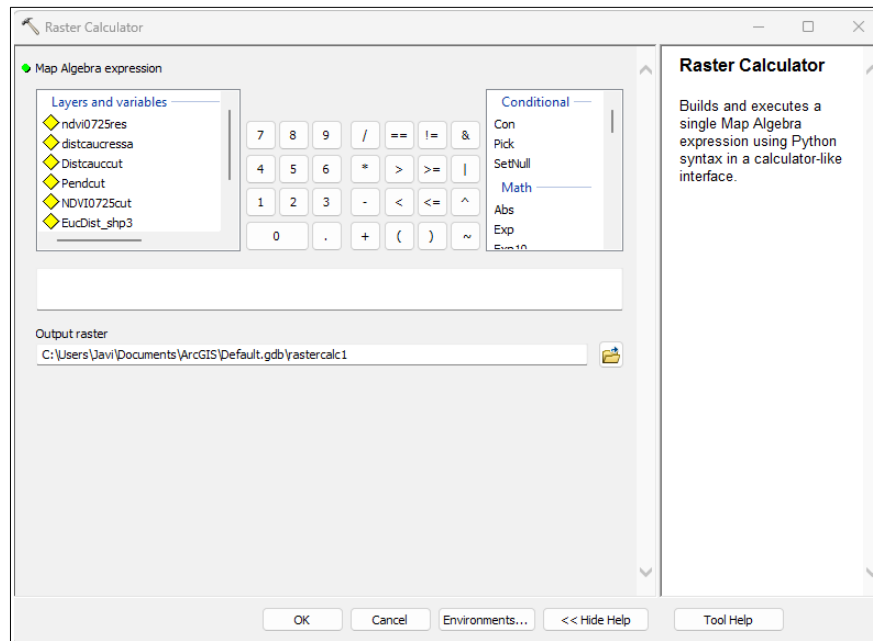 Raster Calculator
Map Algebra expression
Layers and variables
ndvi0725res
distcaucressa
Distcauccut
Pendcut
NDVI0725cut
EucDist_shp3
7 8 9 / == != &
4 5 6 * > >= |
1 2 3 - < <= ^
0 . + ( ) ~
Conditional
Con
Pick
SetNull
Math
Abs
Exp
Exp10
Output raster
C:\Users\Javi\Documents\ArcGIS\Default.gdb\rastercalc1
OK Cancel Environments... << Hide Help Tool Help
Raster Calculator
Builds and executes a
single Map Algebra
expression using Python
syntax in a calculator-like
interface.